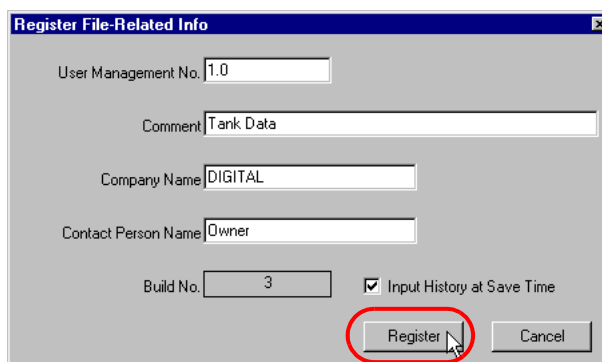 Register File-Related Info
User Management No. 1.0
Comment Tank Data
Company Name DIGITAL
Contact Person Name Owner
Build No. 3 Input History at Save Time
Register Cancel